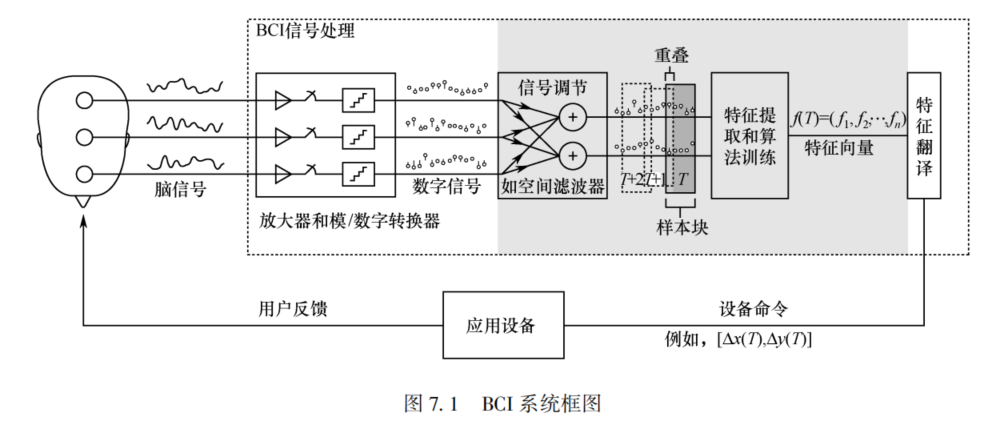 BCI信号处理
重叠
信号调节
脑信号
数字信号
如空间滤波器
T+2
T+1
T
特征提
取和算
法训练
f(T)=(f₁,f₂,…,fₙ)
特征向量
特征翻译
放大器和模/数字转换器
样本块
用户反馈
应用设备
设备命令
例如，[Δx(T),Δy(T)]
图 7.1 BCI 系统框图